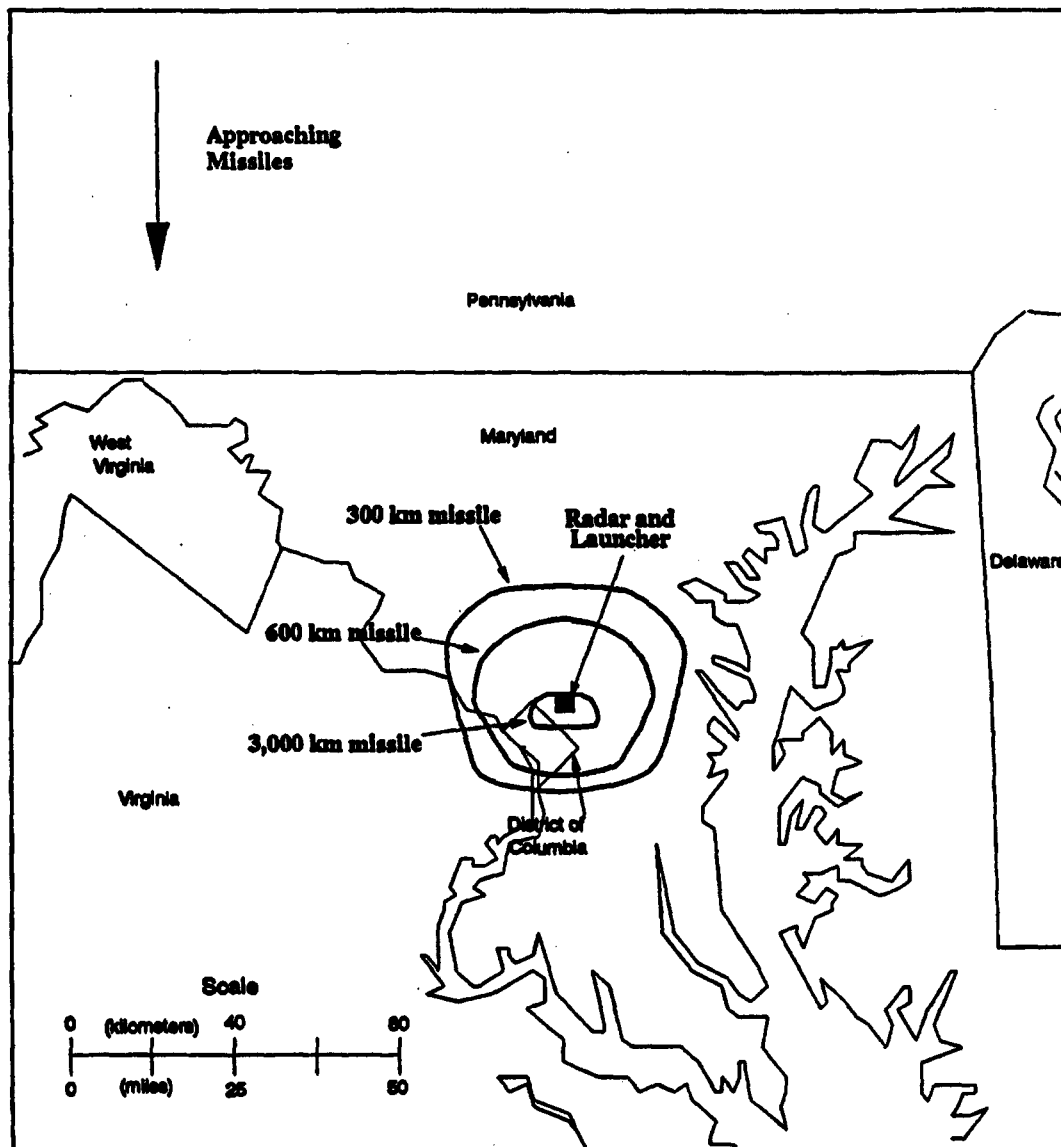 Approaching
Missiles
Pennsylvania
West
Virginia
Maryland
300 km missile
Radar and
Launcher
Delaware
600 km missile
3,000 km missile
Virginia
District of
Columbia
Scale
0 (kilometers) 40 80
0 (miles) 25 50